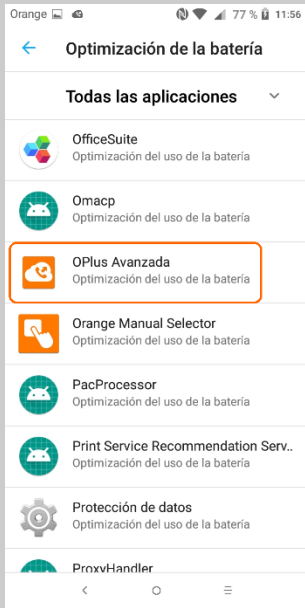 Orange 77 % 11:56
Optimización de la batería
Todas las aplicaciones
OfficeSuite
Optimización del uso de la batería
Omacp
Optimización del uso de la batería
OPlus Avanzada
Optimización del uso de la batería
Orange Manual Selector
Optimización del uso de la batería
PacProcessor
Optimización del uso de la batería
Print Service Recommendation Serv..
Optimización del uso de la batería
Protección de datos
Optimización del uso de la batería
ProxyHandler